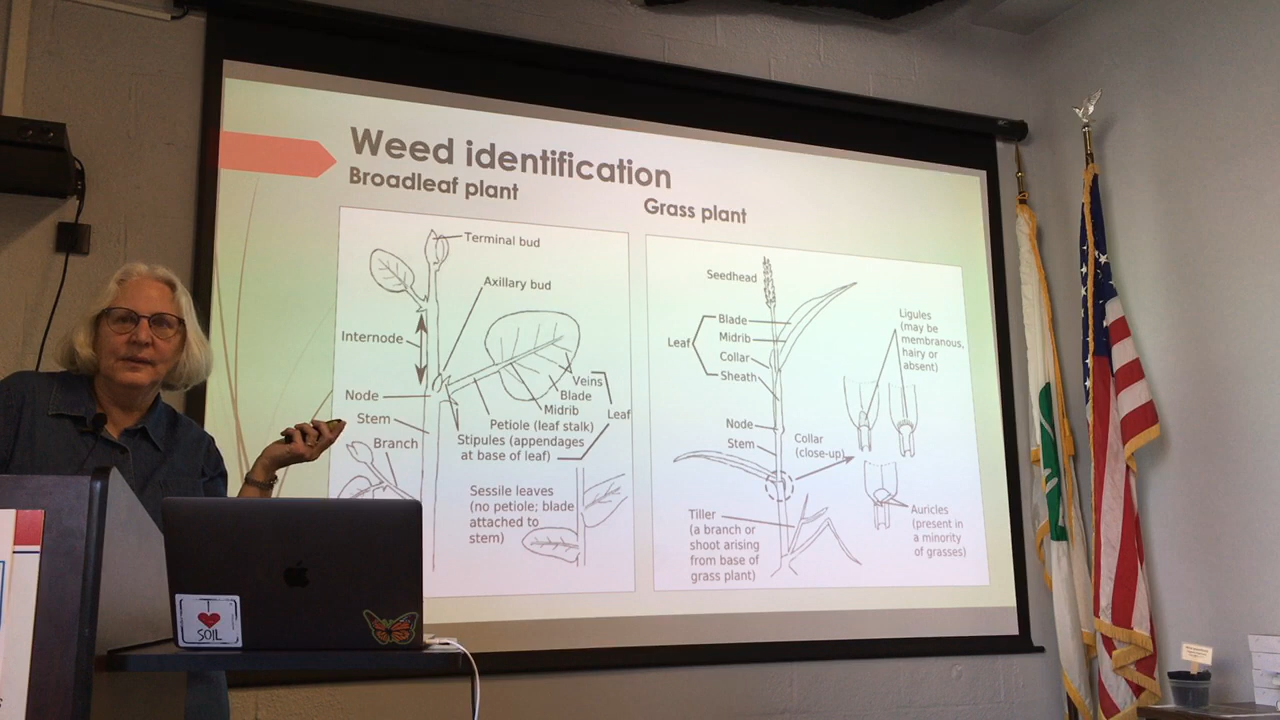 Weed identification
Broadleaf plant
Grass plant
Terminal bud
Axillary bud
Internode
Node
Stem
Branch
Veins
Blade
Midrib
Leaf
Petiole (leaf stalk)
Stipules (appendages
at base of leaf)
Sessile leaves
(no petiole; blade
attached to
stem)
Seedhead
Blade
Midrib
Leaf
Collar
Sheath
Node
Stem
Collar
(close-up)
Tiller
(a branch or
shoot arising
from base of
grass plant)
Ligules
(may be
membranous,
hairy or
absent)
Auricles
(present in
a minority
of grasses)
I
SOIL